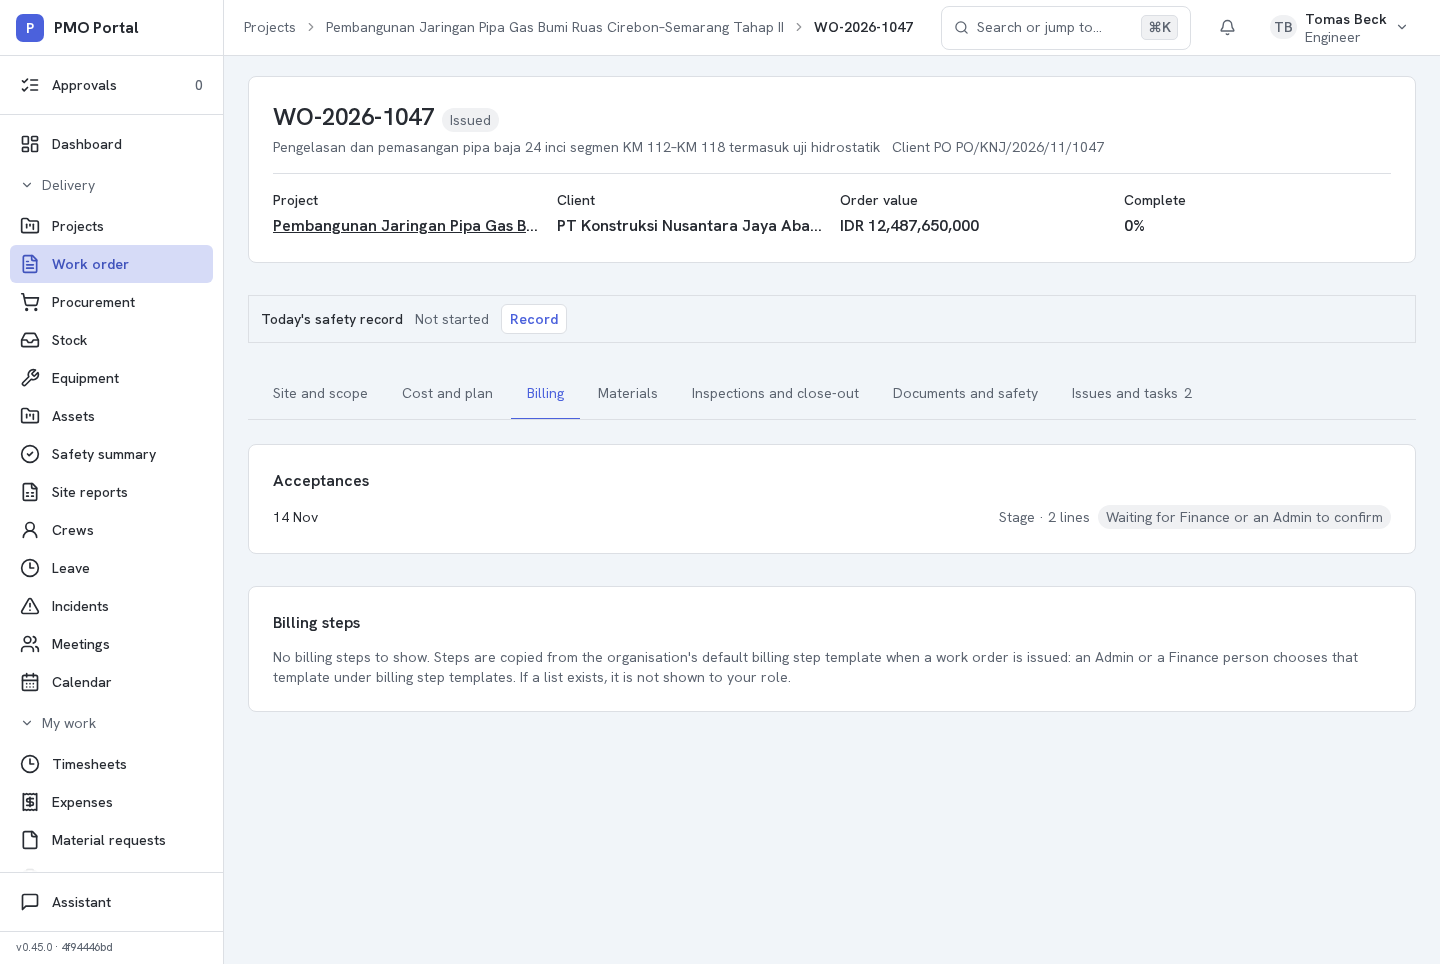 P PMO Portal
Projects > Pembangunan Jaringan Pipa Gas Bumi Ruas Cirebon–Semarang Tahap II > WO-2026-1047
Search or jump to... ⌘K
TB Tomas Beck
Engineer
Approvals 0
Dashboard
Delivery
Projects
Work order
Procurement
Stock
Equipment
Assets
Safety summary
Site reports
Crews
Leave
Incidents
Meetings
Calendar
My work
Timesheets
Expenses
Material requests
Assistant
v0.45.0 · 4f94446bd
WO-2026-1047 Issued
Pengelasan dan pemasangan pipa baja 24 inci segmen KM 112–KM 118 termasuk uji hidrostatik Client PO PO/KNJ/2026/11/1047
Project Client Order value Complete
Pembangunan Jaringan Pipa Gas B... PT Konstruksi Nusantara Jaya Aba... IDR 12,487,650,000 0%
Today's safety record Not started Record
Site and scope Cost and plan Billing Materials Inspections and close-out Documents and safety Issues and tasks 2
Acceptances
14 Nov Stage · 2 lines Waiting for Finance or an Admin to confirm
Billing steps
No billing steps to show. Steps are copied from the organisation's default billing step template when a work order is issued: an Admin or a Finance person chooses that
template under billing step templates. If a list exists, it is not shown to your role.